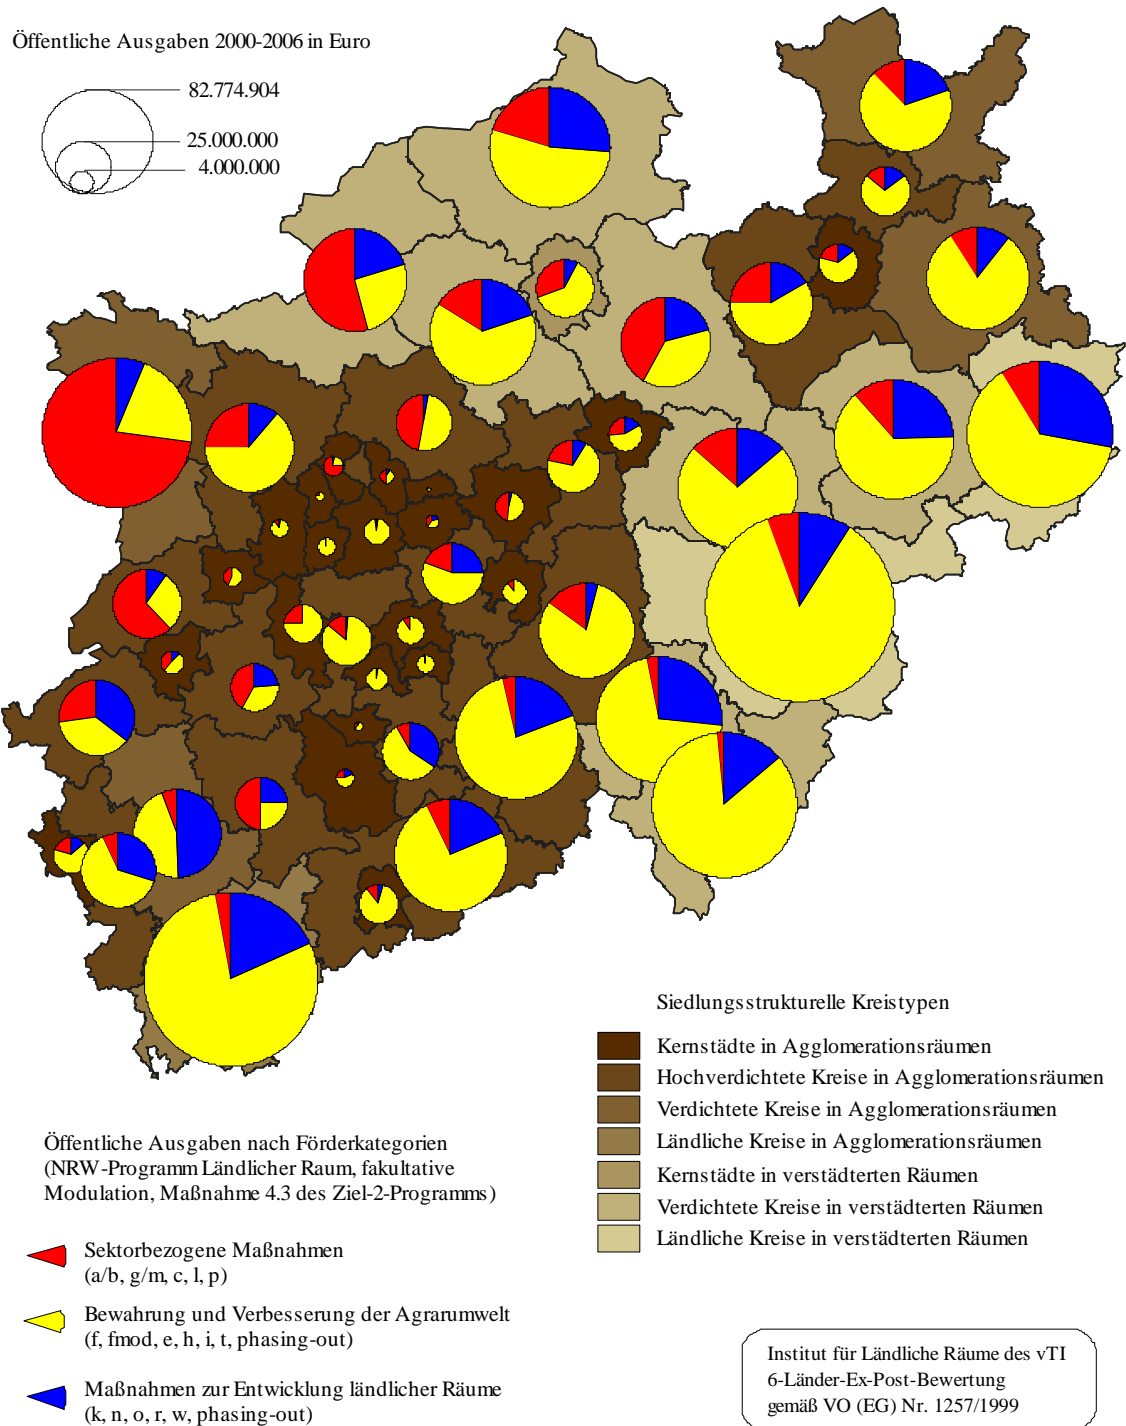 Öffentliche Ausgaben 2000-2006 in Euro
82.774.904
25.000.000
4.000.000
Siedlungsstrukturelle Kreistypen
Kernstädte in Agglomerationsräumen
Hochverdichtete Kreise in Agglomerationsräumen
Verdichtete Kreise in Agglomerationsräumen
Ländliche Kreise in Agglomerationsräumen
Kernstädte in verstädterten Räumen
Verdichtete Kreise in verstädterten Räumen
Ländliche Kreise in verstädterten Räumen
Öffentliche Ausgaben nach Förderkategorien
(NRW-Programm Ländlicher Raum, fakultative
Modulation, Maßnahme 4.3 des Ziel-2-Programms)
Sektorbezogene Maßnahmen
(a/b, g/m, c, l, p)
Bewahrung und Verbesserung der Agrarumwelt
(f, fmod, e, h, i, t, phasing-out)
Maßnahmen zur Entwicklung ländlicher Räume
(k, n, o, r, w, phasing-out)
Institut für Ländliche Räume des vTI
6-Länder-Ex-Post-Bewertung
gemäß VO (EG) Nr. 1257/1999